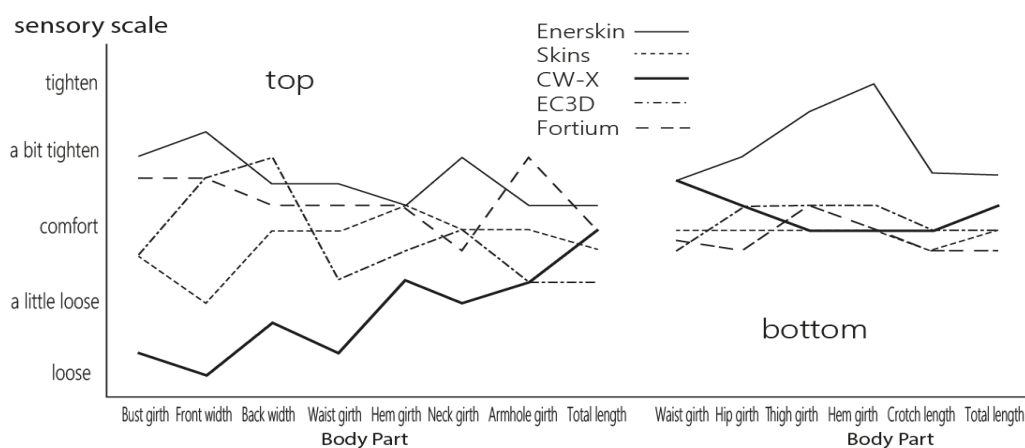 sensory scale
Enerskin
Skins
CW-X
EC3D
Fortium
top
tighten
a bit tighten
comfort
a little loose
loose
bottom
Bust girth Front width Back width Waist girth Hem girth Neck girth Armhole girth Total length
Waist girth Hip girth Thigh girth Hem girth Crotch length Total length
Body Part
Body Part